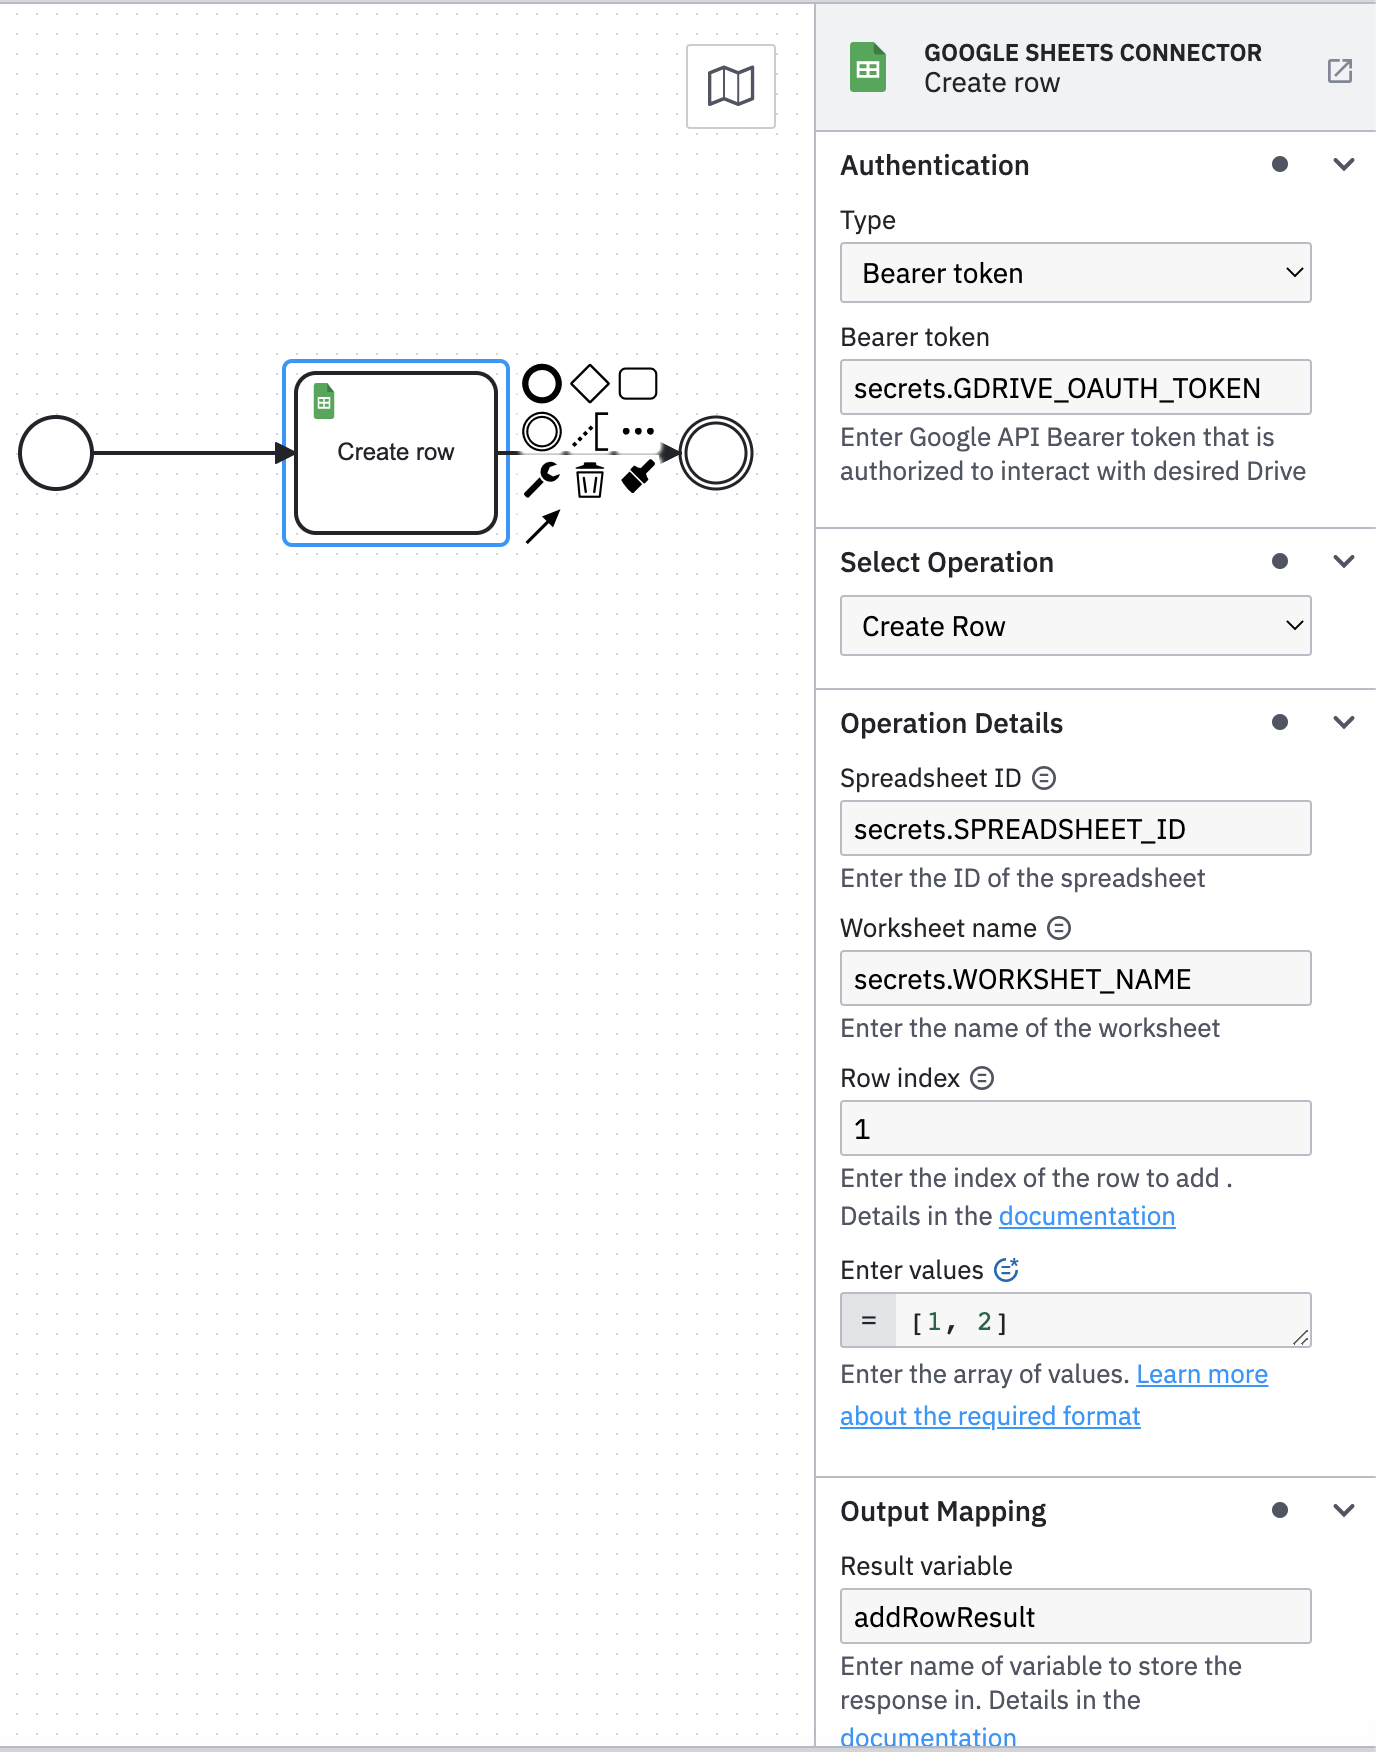 GOOGLE SHEETS CONNECTOR
Create row
Authentication
Type
Bearer token
Bearer token
secrets.GDRIVE_OAUTH_TOKEN
Enter Google API Bearer token that is
authorized to interact with desired Drive
Create row
Select Operation
Create Row
Operation Details
Spreadsheet ID
secrets.SPREADSHEET_ID
Enter the ID of the spreadsheet
Worksheet name
secrets.WORKSHET_NAME
Enter the name of the worksheet
Row index
1
Enter the index of the row to add .
Details in the documentation
Enter values
= [1, 2]
Enter the array of values. Learn more
about the required format
Output Mapping
Result variable
addRowResult
Enter name of variable to store the
response in. Details in the
documentation